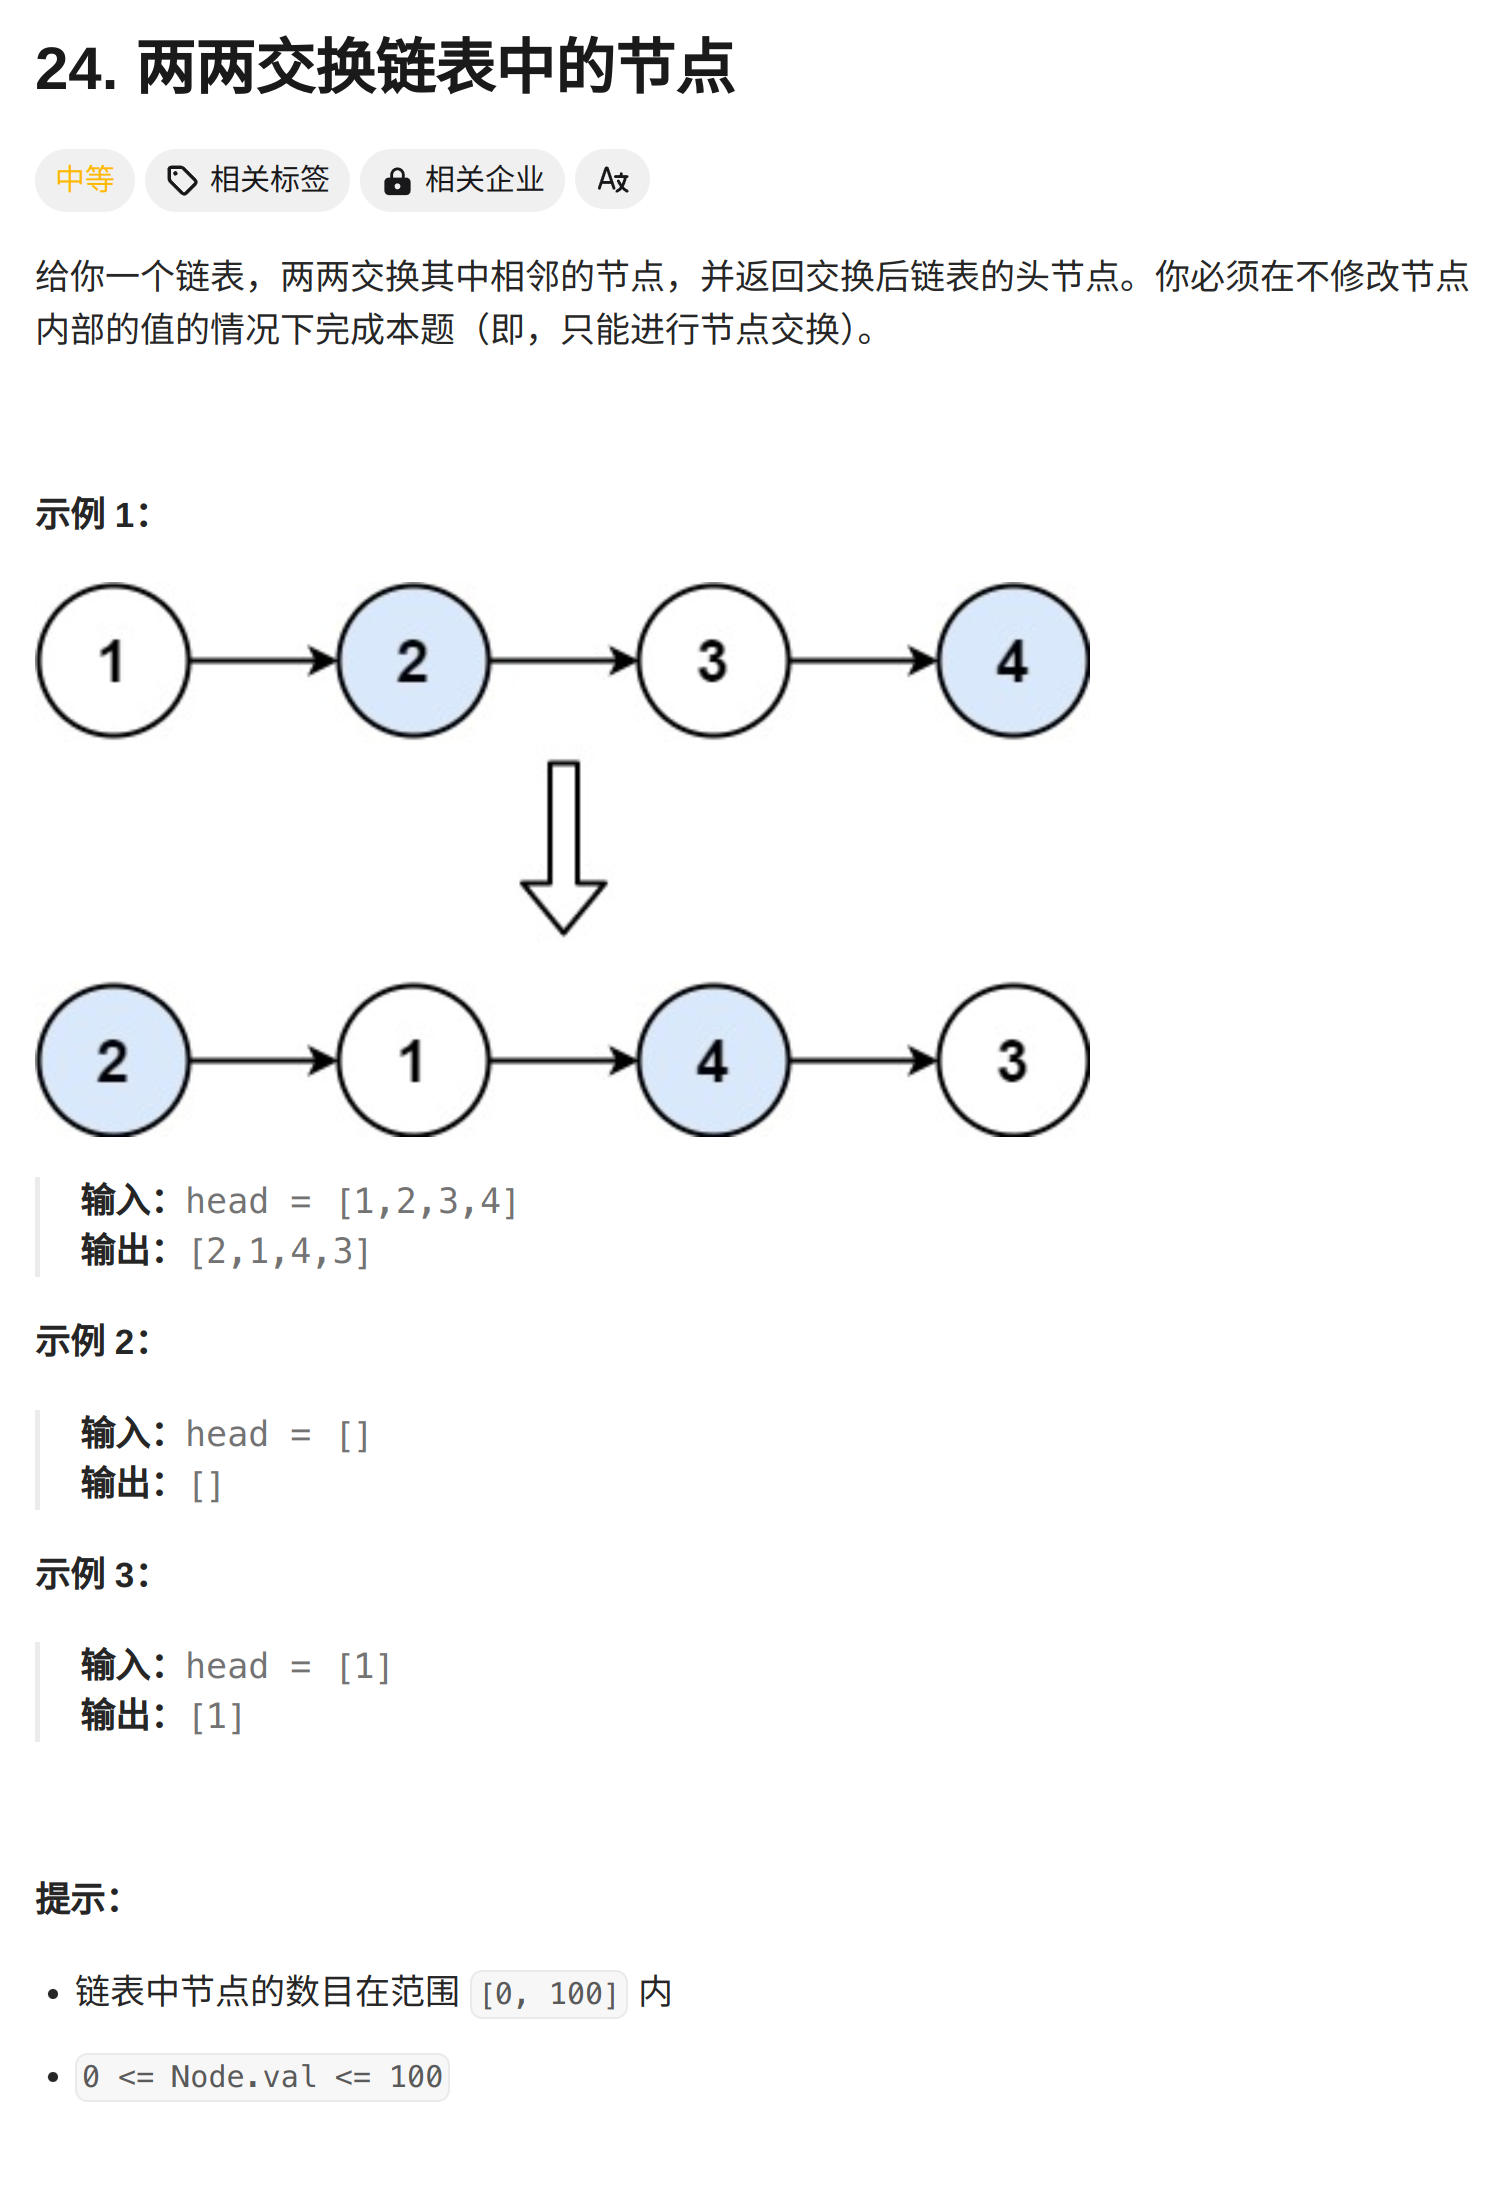 24. 两两交换链表中的节点
中等 相关标签 相关企业
给你一个链表，两两交换其中相邻的节点，并返回交换后链表的头节点。你必须在不修改节点
内部的值的情况下完成本题（即，只能进行节点交换）。
示例 1：
1 2 3 4
2 1 4 3
输入：head = [1,2,3,4]
输出：[2,1,4,3]
示例 2：
输入：head = []
输出：[]
示例 3：
输入：head = [1]
输出：[1]
提示：
链表中节点的数目在范围 [0, 100] 内
0 <= Node.val <= 100